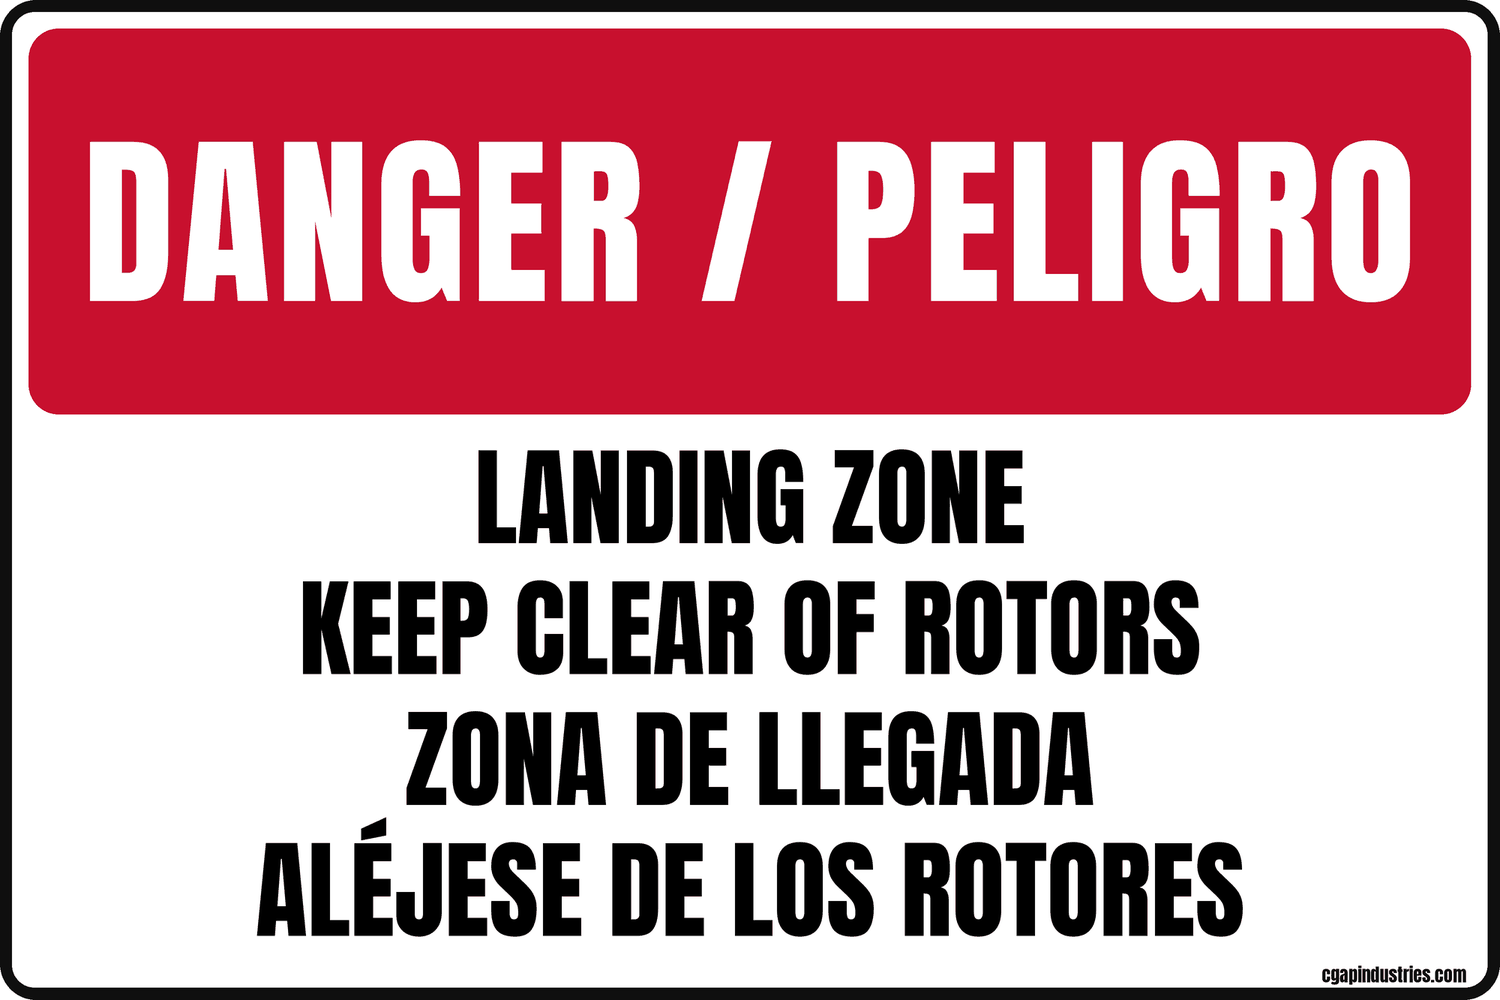 DANGER / PELIGRO
LANDING ZONE
KEEP CLEAR OF ROTORS
ZONA DE LLEGADA
ALÉJESE DE LOS ROTORES
cgapindustries.com